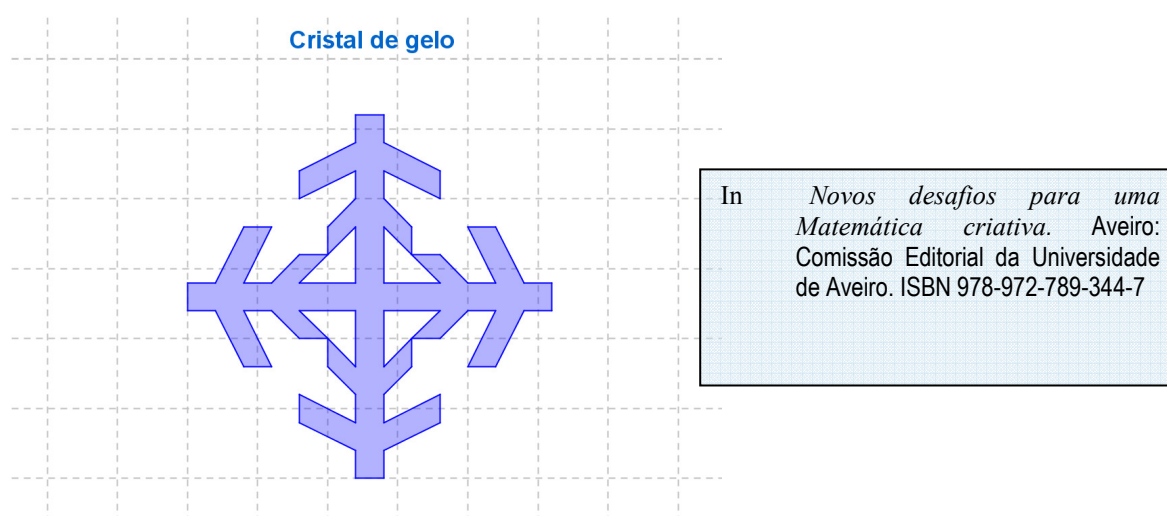 Cristal de gelo
In Novos desafios para uma
Matemática criativa. Aveiro:
Comissão Editorial da Universidade
de Aveiro. ISBN 978-972-789-344-7